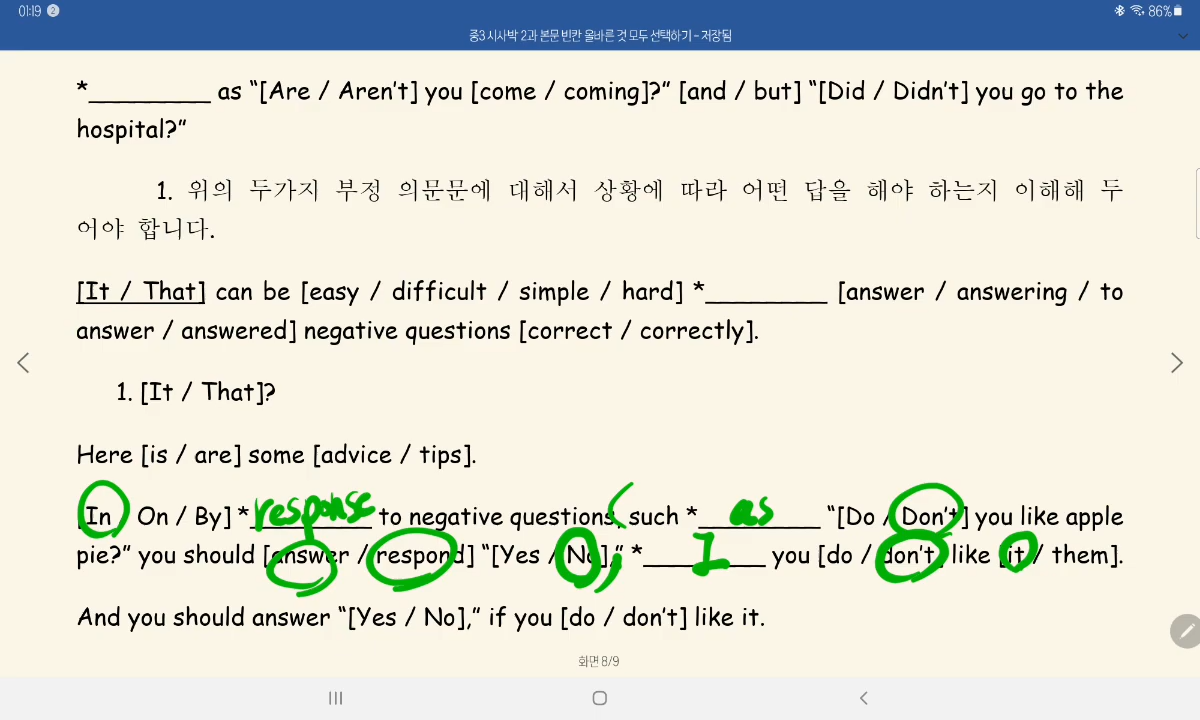 01:19 2 86%
중3 시사박 2과 본문 빈칸 올바른 것 모두 선택하기 – 저장됨
*_________ as “[Are / Aren’t] you [come / coming]?” [and / but] “[Did / Didn’t] you go to the
hospital?”
1. 위의 두가지 부정 의문문에 대해서 상황에 따라 어떤 답을 해야 하는지 이해해 두
어야 합니다.
[It / That] can be [easy / difficult / simple / hard] *_________ [answer / answering / to
answer / answered] negative questions [correct / correctly].
1. [It / That]?
Here [is / are] some [advice / tips].
[In / On / By] * response to negative questions, such * as “[Do / Don’t] you like apple
pie?” you should [answer / respond] “[Yes / No],” * I you [do / don’t] like [it / them].
And you should answer “[Yes / No],” if you [do / don’t] like it.
화면 8/9